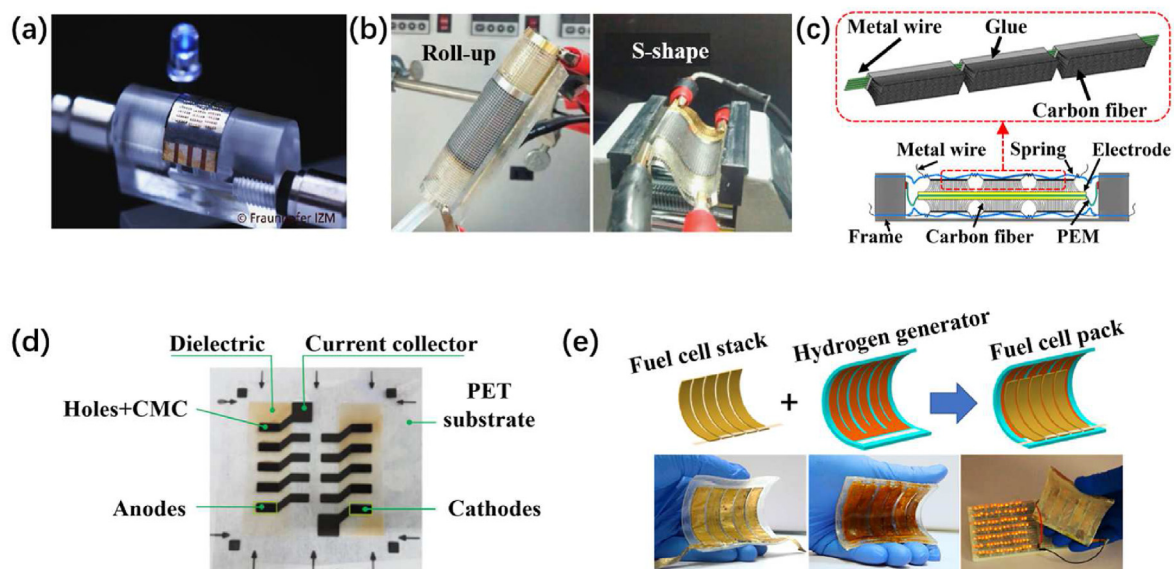 (a)
© Fraunhofer IZM
(b)
Roll-up
S-shape
(c)
Metal wire
Glue
Carbon fiber
Metal wire
Spring
Electrode
Frame
Carbon fiber
PEM
(d)
Dielectric
Current collector
Holes+CMC
PET
substrate
Anodes
Cathodes
(e)
Fuel cell stack
+
Hydrogen generator
Fuel cell pack